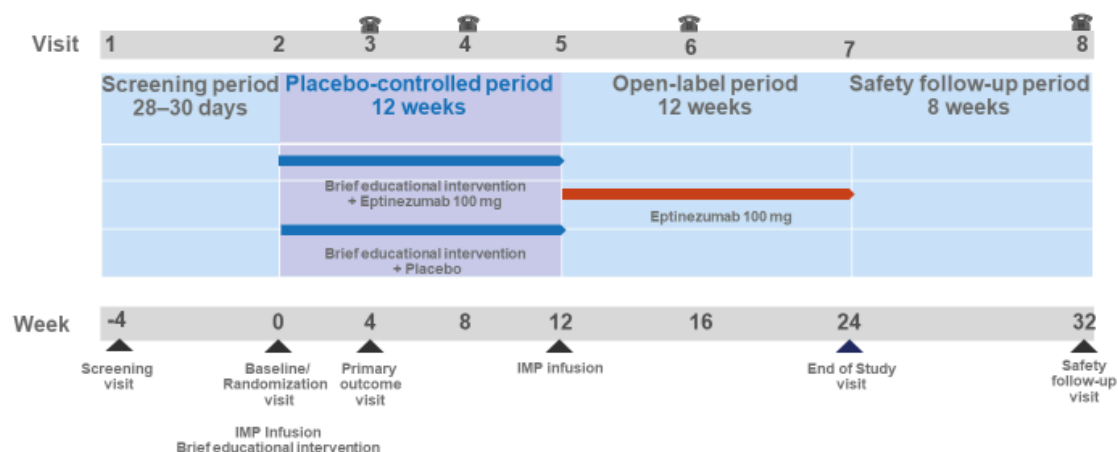 Visit 1 2 3 4 5 6 7 8
Screening period
28–30 days
Placebo-controlled period
12 weeks
Open-label period
12 weeks
Safety follow-up period
8 weeks
Brief educational intervention
+ Eptinezumab 100 mg
Eptinezumab 100 mg
Brief educational intervention
+ Placebo
Week -4 0 4 8 12 16 24 32
Screening
visit
Baseline/
Randomization
visit
IMP Infusion
Brief educational intervention
Primary
outcome
visit
IMP infusion
End of Study
visit
Safety
follow-up
visit